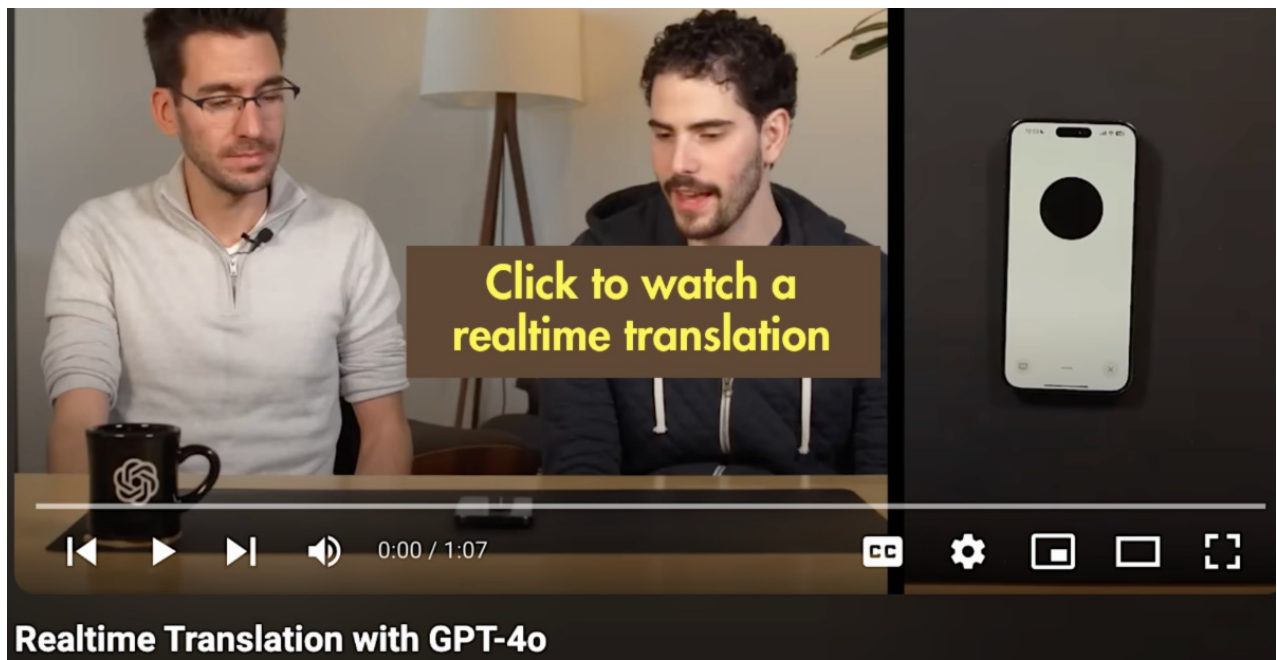 Click to watch a
realtime translation
0:00 / 1:07
CC
Realtime Translation with GPT-4o